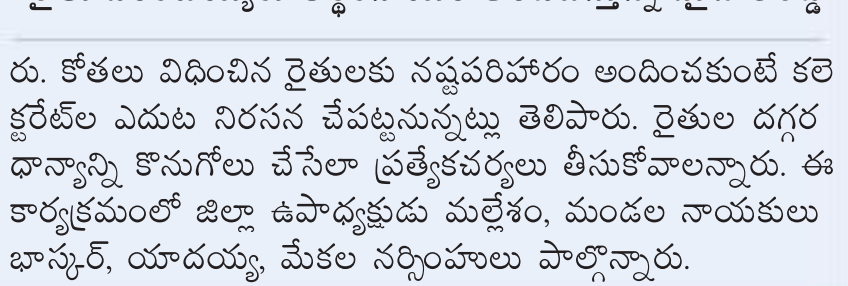 రు. కోతలు విధించిన రైతులకు నష్టపరిహారం అందించకుంటే కలె
క్టరేట్‌ల ఎదుట నిరసన చేపట్టనున్నట్లు తెలిపారు. రైతుల దగ్గర
ధాన్యాన్ని కొనుగోలు చేసేలా ప్రత్యేకచర్యలు తీసుకోవాలన్నారు. ఈ
కార్యక్రమంలో జిల్లా ఉపాధ్యక్షుడు మల్లేశం, మండల నాయకులు
భాస్కర్, యాదయ్య, మేకల నర్సింహులు పాల్గొన్నారు.